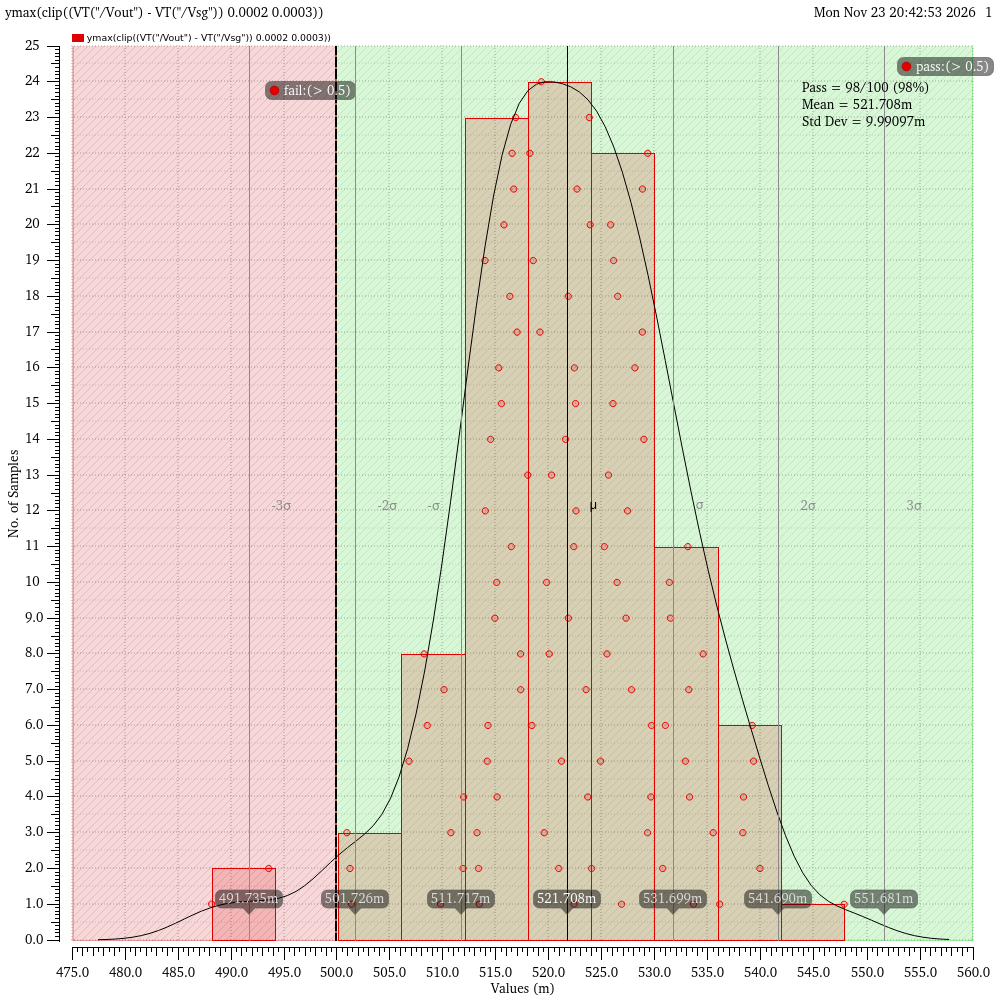 ymax(clip((VT("/Vout") - VT("/Vsg")) 0.0002 0.0003))
Mon Nov 23 20:42:53 2026 1
ymax(clip((VT("/Vout") - VT("/Vsg")) 0.0002 0.0003))
fail:(> 0.5)
pass:(> 0.5)
Pass = 98/100 (98%)
Mean = 521.708m
Std Dev = 9.99097m
No. of Samples
25
24
23
22
21
20
19
18
17
16
15
14
13
12
11
10
9.0
8.0
7.0
6.0
5.0
4.0
3.0
2.0
1.0
0.0
-3σ -2σ -σ μ σ 2σ 3σ
491.735m 501.726m 511.717m 521.708m 531.699m 541.690m 551.681m
475.0 480.0 485.0 490.0 495.0 500.0 505.0 510.0 515.0 520.0 525.0 530.0 535.0 540.0 545.0 550.0 555.0 560.0
Values (m)